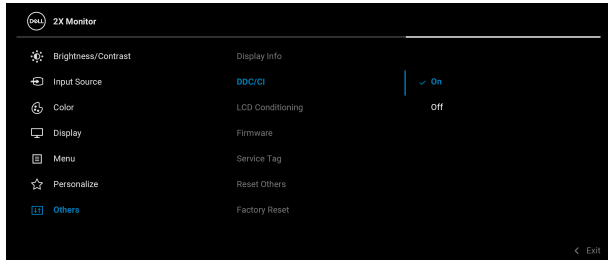 DELL 2X Monitor
Brightness/Contrast Display Info
Input Source DDC/CI On
Color LCD Conditioning Off
Display Firmware
Menu Service Tag
Personalize Reset Others
Others Factory Reset
Exit